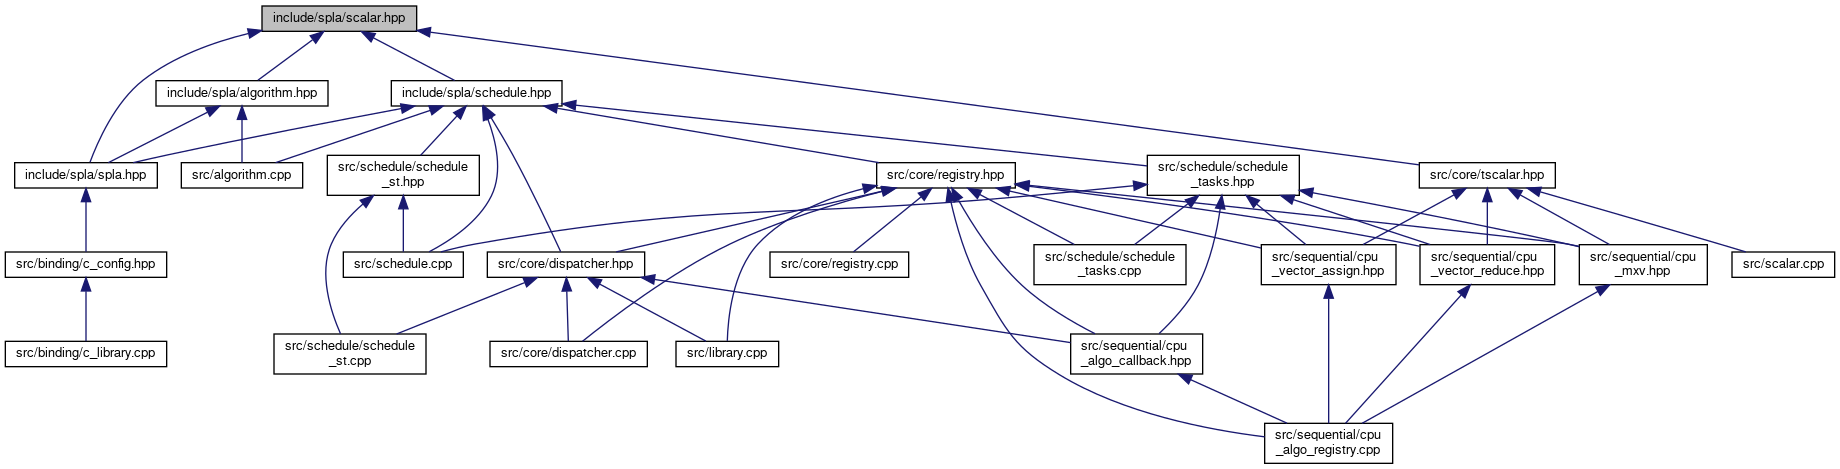 include/spla/scalar.hpp
include/spla/algorithm.hpp
include/spla/schedule.hpp
include/spla/spla.hpp
src/algorithm.cpp
src/schedule/schedule
_st.hpp
src/core/registry.hpp
src/schedule/schedule
_tasks.hpp
src/core/tscalar.hpp
src/binding/c_config.hpp
src/schedule.cpp
src/core/dispatcher.hpp
src/core/registry.cpp
src/schedule/schedule
_tasks.cpp
src/sequential/cpu
_vector_assign.hpp
src/sequential/cpu
_vector_reduce.hpp
src/sequential/cpu
_mxv.hpp
src/scalar.cpp
src/binding/c_library.cpp
src/schedule/schedule
_st.cpp
src/core/dispatcher.cpp
src/library.cpp
src/sequential/cpu
_algo_callback.hpp
src/sequential/cpu
_algo_registry.cpp